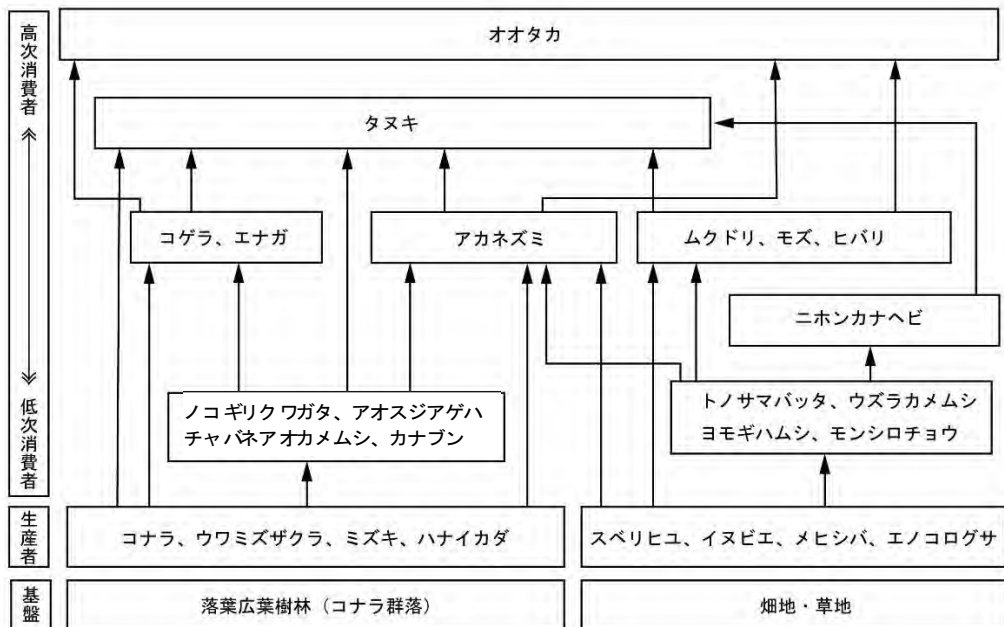 高次消費者
オオタカ
タヌキ
コゲラ、エナガ
アカネズミ
ムクドリ、モズ、ヒバリ
ニホンカナヘビ
低次消費者
ノコギリクワガタ、アオスジアゲハ
チャバネアオカメムシ、カナブン
トノサマバッタ、ウズラカメムシ
ヨモギハムシ、モンシロチョウ
生産者
コナラ、ウワミズザクラ、ミズキ、ハナイカダ
スベリヒユ、イヌビエ、メヒシバ、エノコログサ
基盤
落葉広葉樹林（コナラ群落）
畑地・草地